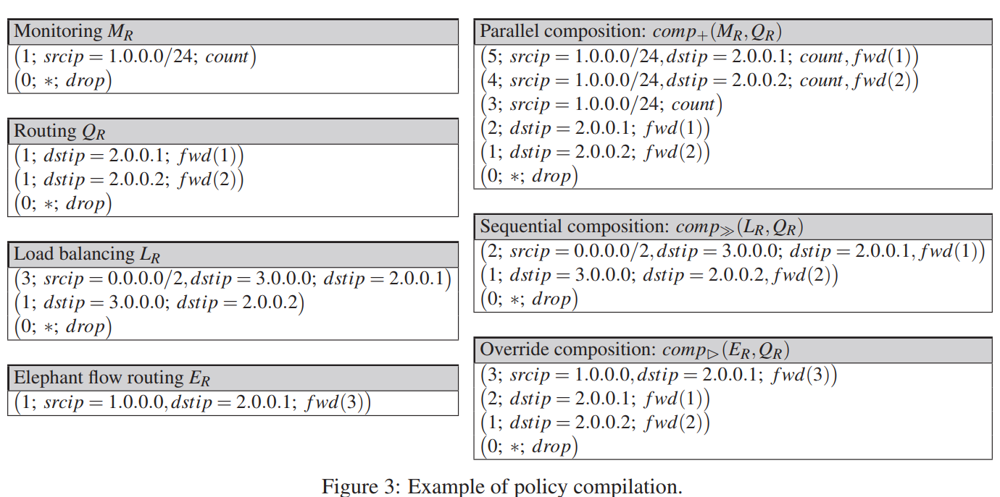 Monitoring M_R
(1; srcip = 1.0.0.0/24; count)
(0; ∗; drop)
Routing Q_R
(1; dstip = 2.0.0.1; fwd(1))
(1; dstip = 2.0.0.2; fwd(2))
(0; ∗; drop)
Load balancing L_R
(3; srcip = 0.0.0.0/2, dstip = 3.0.0.0; dstip = 2.0.0.1)
(1; dstip = 3.0.0.0; dstip = 2.0.0.2)
(0; ∗; drop)
Elephant flow routing E_R
(1; srcip = 1.0.0.0, dstip = 2.0.0.1; fwd(3))
Parallel composition: comp_+(M_R, Q_R)
(5; srcip = 1.0.0.0/24, dstip = 2.0.0.1; count, fwd(1))
(4; srcip = 1.0.0.0/24, dstip = 2.0.0.2; count, fwd(2))
(3; srcip = 1.0.0.0/24; count)
(2; dstip = 2.0.0.1; fwd(1))
(1; dstip = 2.0.0.2; fwd(2))
(0; ∗; drop)
Sequential composition: comp_≫(L_R, Q_R)
(2; srcip = 0.0.0.0/2, dstip = 3.0.0.0; dstip = 2.0.0.1, fwd(1))
(1; dstip = 3.0.0.0; dstip = 2.0.0.2, fwd(2))
(0; ∗; drop)
Override composition: comp_▷(E_R, Q_R)
(3; srcip = 1.0.0.0, dstip = 2.0.0.1; fwd(3))
(2; dstip = 2.0.0.1; fwd(1))
(1; dstip = 2.0.0.2; fwd(2))
(0; ∗; drop)
Figure 3: Example of policy compilation.